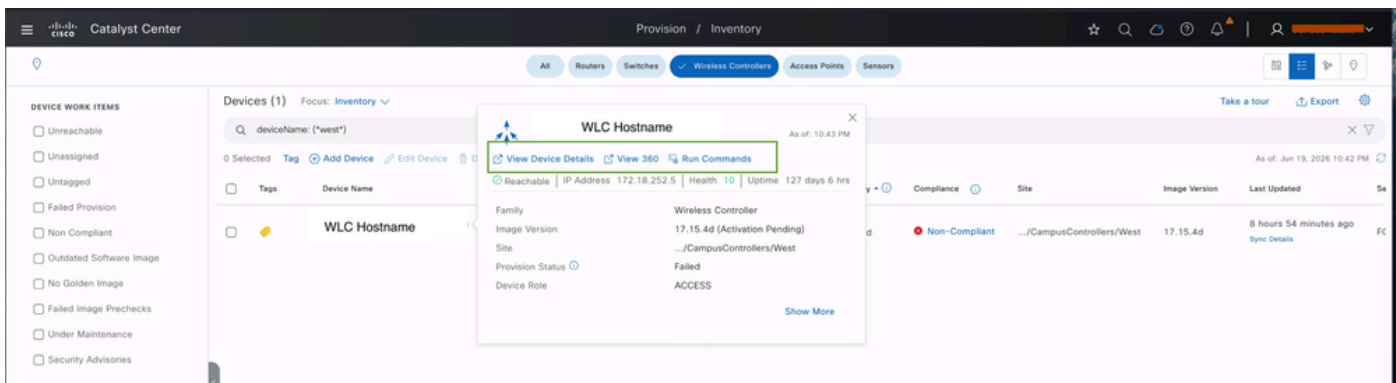 CISCO Catalyst Center
Provision / Inventory
All Routers Switches Wireless Controllers Access Points Sensors
DEVICE WORK ITEMS
Unreachable
Unassigned
Untagged
Failed Provision
Non Compliant
Outdated Software Image
No Golden Image
Failed Image Prechecks
Under Maintenance
Security Advisories
Devices (1) Focus: Inventory
Take a tour Export
deviceName: (*west*)
0 Selected Tag Add Device Edit Device D
As of: Jun 19, 2026 10:42 PM
Tags Device Name
y Compliance Site Image Version Last Updated Se
WLC Hostname
d Non-Compliant .../CampusControllers/West 17.15.4d 8 hours 54 minutes ago FC
Sync Details
WLC Hostname
As of: 10:43 PM
View Device Details View 360 Run Commands
Reachable IP Address 172.18.252.5 Health 10 Uptime 127 days 6 hrs
Family Wireless Controller
Image Version 17.15.4d (Activation Pending)
Site .../CampusControllers/West
Provision Status Failed
Device Role ACCESS
Show More